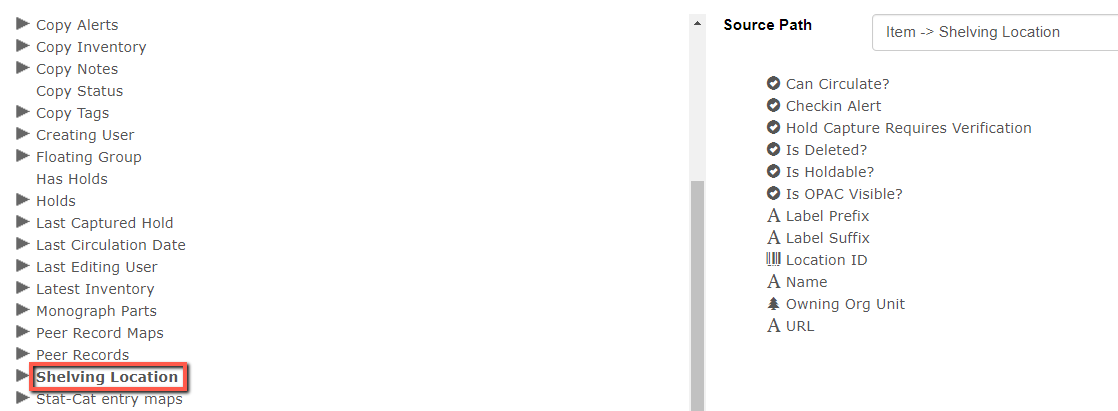 Copy Alerts
Copy Inventory
Copy Notes
Copy Status
Copy Tags
Creating User
Floating Group
Has Holds
Holds
Last Captured Hold
Last Circulation Date
Last Editing User
Latest Inventory
Monograph Parts
Peer Record Maps
Peer Records
Shelving Location
Stat-Cat entry maps
Source Path
Item -> Shelving Location
Can Circulate?
Checkin Alert
Hold Capture Requires Verification
Is Deleted?
Is Holdable?
Is OPAC Visible?
A Label Prefix
A Label Suffix
Location ID
A Name
Owning Org Unit
A URL